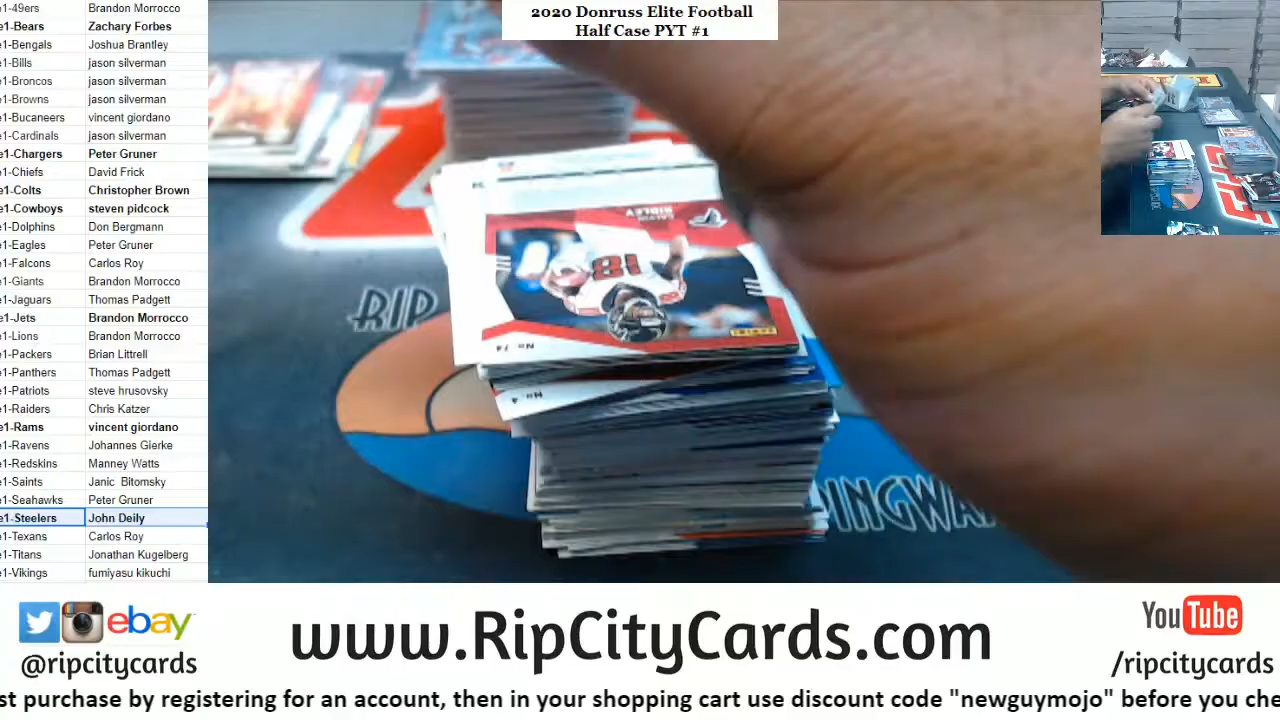 2020 Donruss Elite Football
Half Case PYT #1
e1-49ers Brandon Morrocco
e1-Bears Zachary Forbes
e1-Bengals Joshua Brantley
e1-Bills jason silverman
e1-Broncos jason silverman
e1-Browns jason silverman
e1-Bucaneers vincent giordano
e1-Cardinals jason silverman
e1-Chargers Peter Gruner
e1-Chiefs David Frick
e1-Colts Christopher Brown
e1-Cowboys steven pidcock
e1-Dolphins Don Bergmann
e1-Eagles Peter Gruner
e1-Falcons Carlos Roy
e1-Giants Brandon Morrocco
e1-Jaguars Thomas Padgett
e1-Jets Brandon Morrocco
e1-Lions Brandon Morrocco
e1-Packers Brian Littrell
e1-Panthers Thomas Padgett
e1-Patriots steve hrusovsky
e1-Raiders Chris Katzer
e1-Rams vincent giordano
e1-Ravens Johannes Gierke
e1-Redskins Manney Watts
e1-Saints Janic Bitomsky
e1-Seahawks Peter Gruner
e1-Steelers John Deily
e1-Texans Carlos Roy
e1-Titans Jonathan Kugelberg
e1-Vikings fumiyasu kikuchi
RIDLEY
18
PANINI
No. 74
No. 4
RIP
PINGWA
ebay
@ripcitycards
www.RipCityCards.com
YouTube
/ripcitycards
st purchase by registering for an account, then in your shopping cart use discount code "newguymojo" before you che